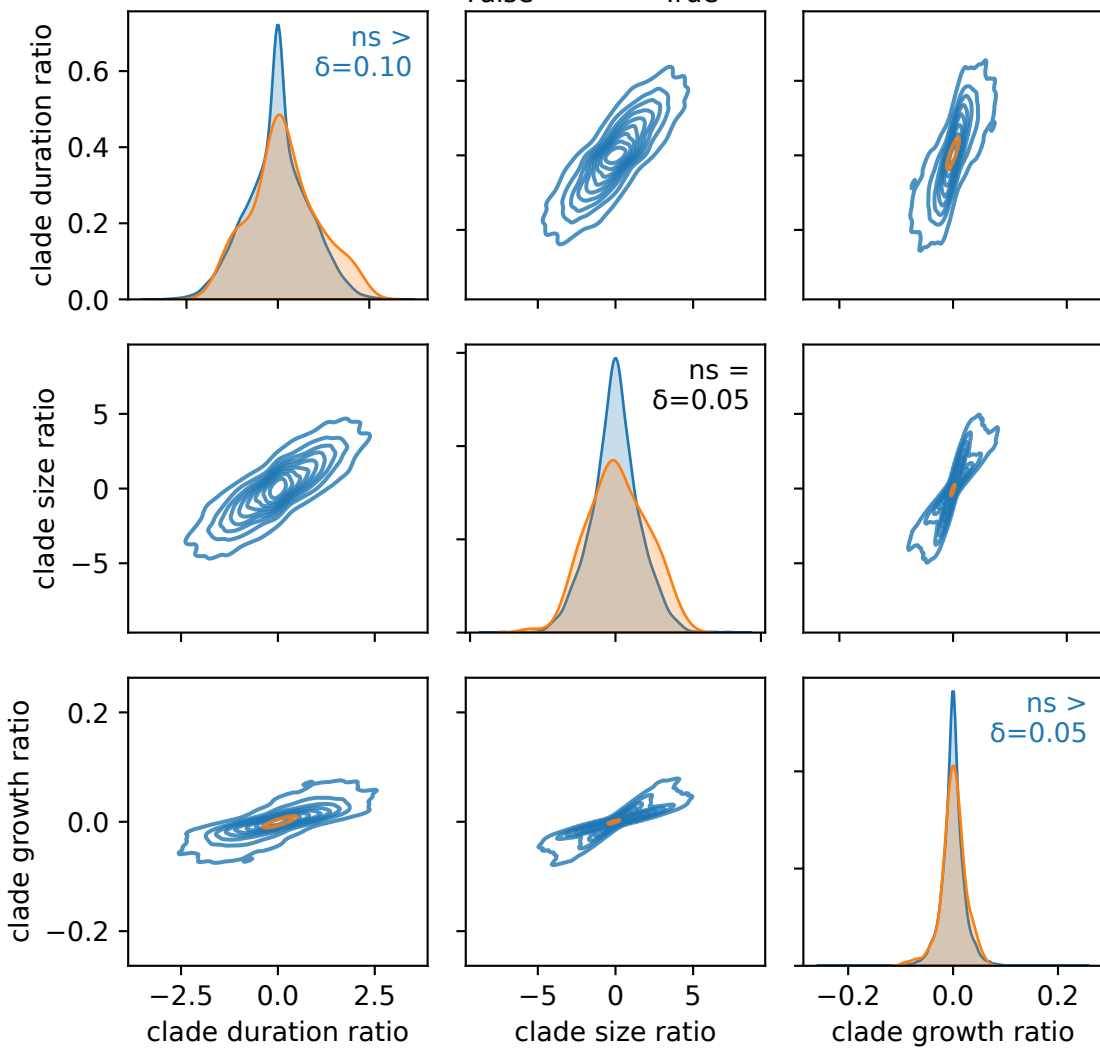 clade duration ratio
0.6
0.4
0.2
0.0
ns >
δ=0.10
clade size ratio
5
0
−5
ns =
δ=0.05
clade growth ratio
0.2
0.0
−0.2
ns >
δ=0.05
−2.5 0.0 2.5
−5 0 5
−0.2 0.0 0.2
clade duration ratio
clade size ratio
clade growth ratio